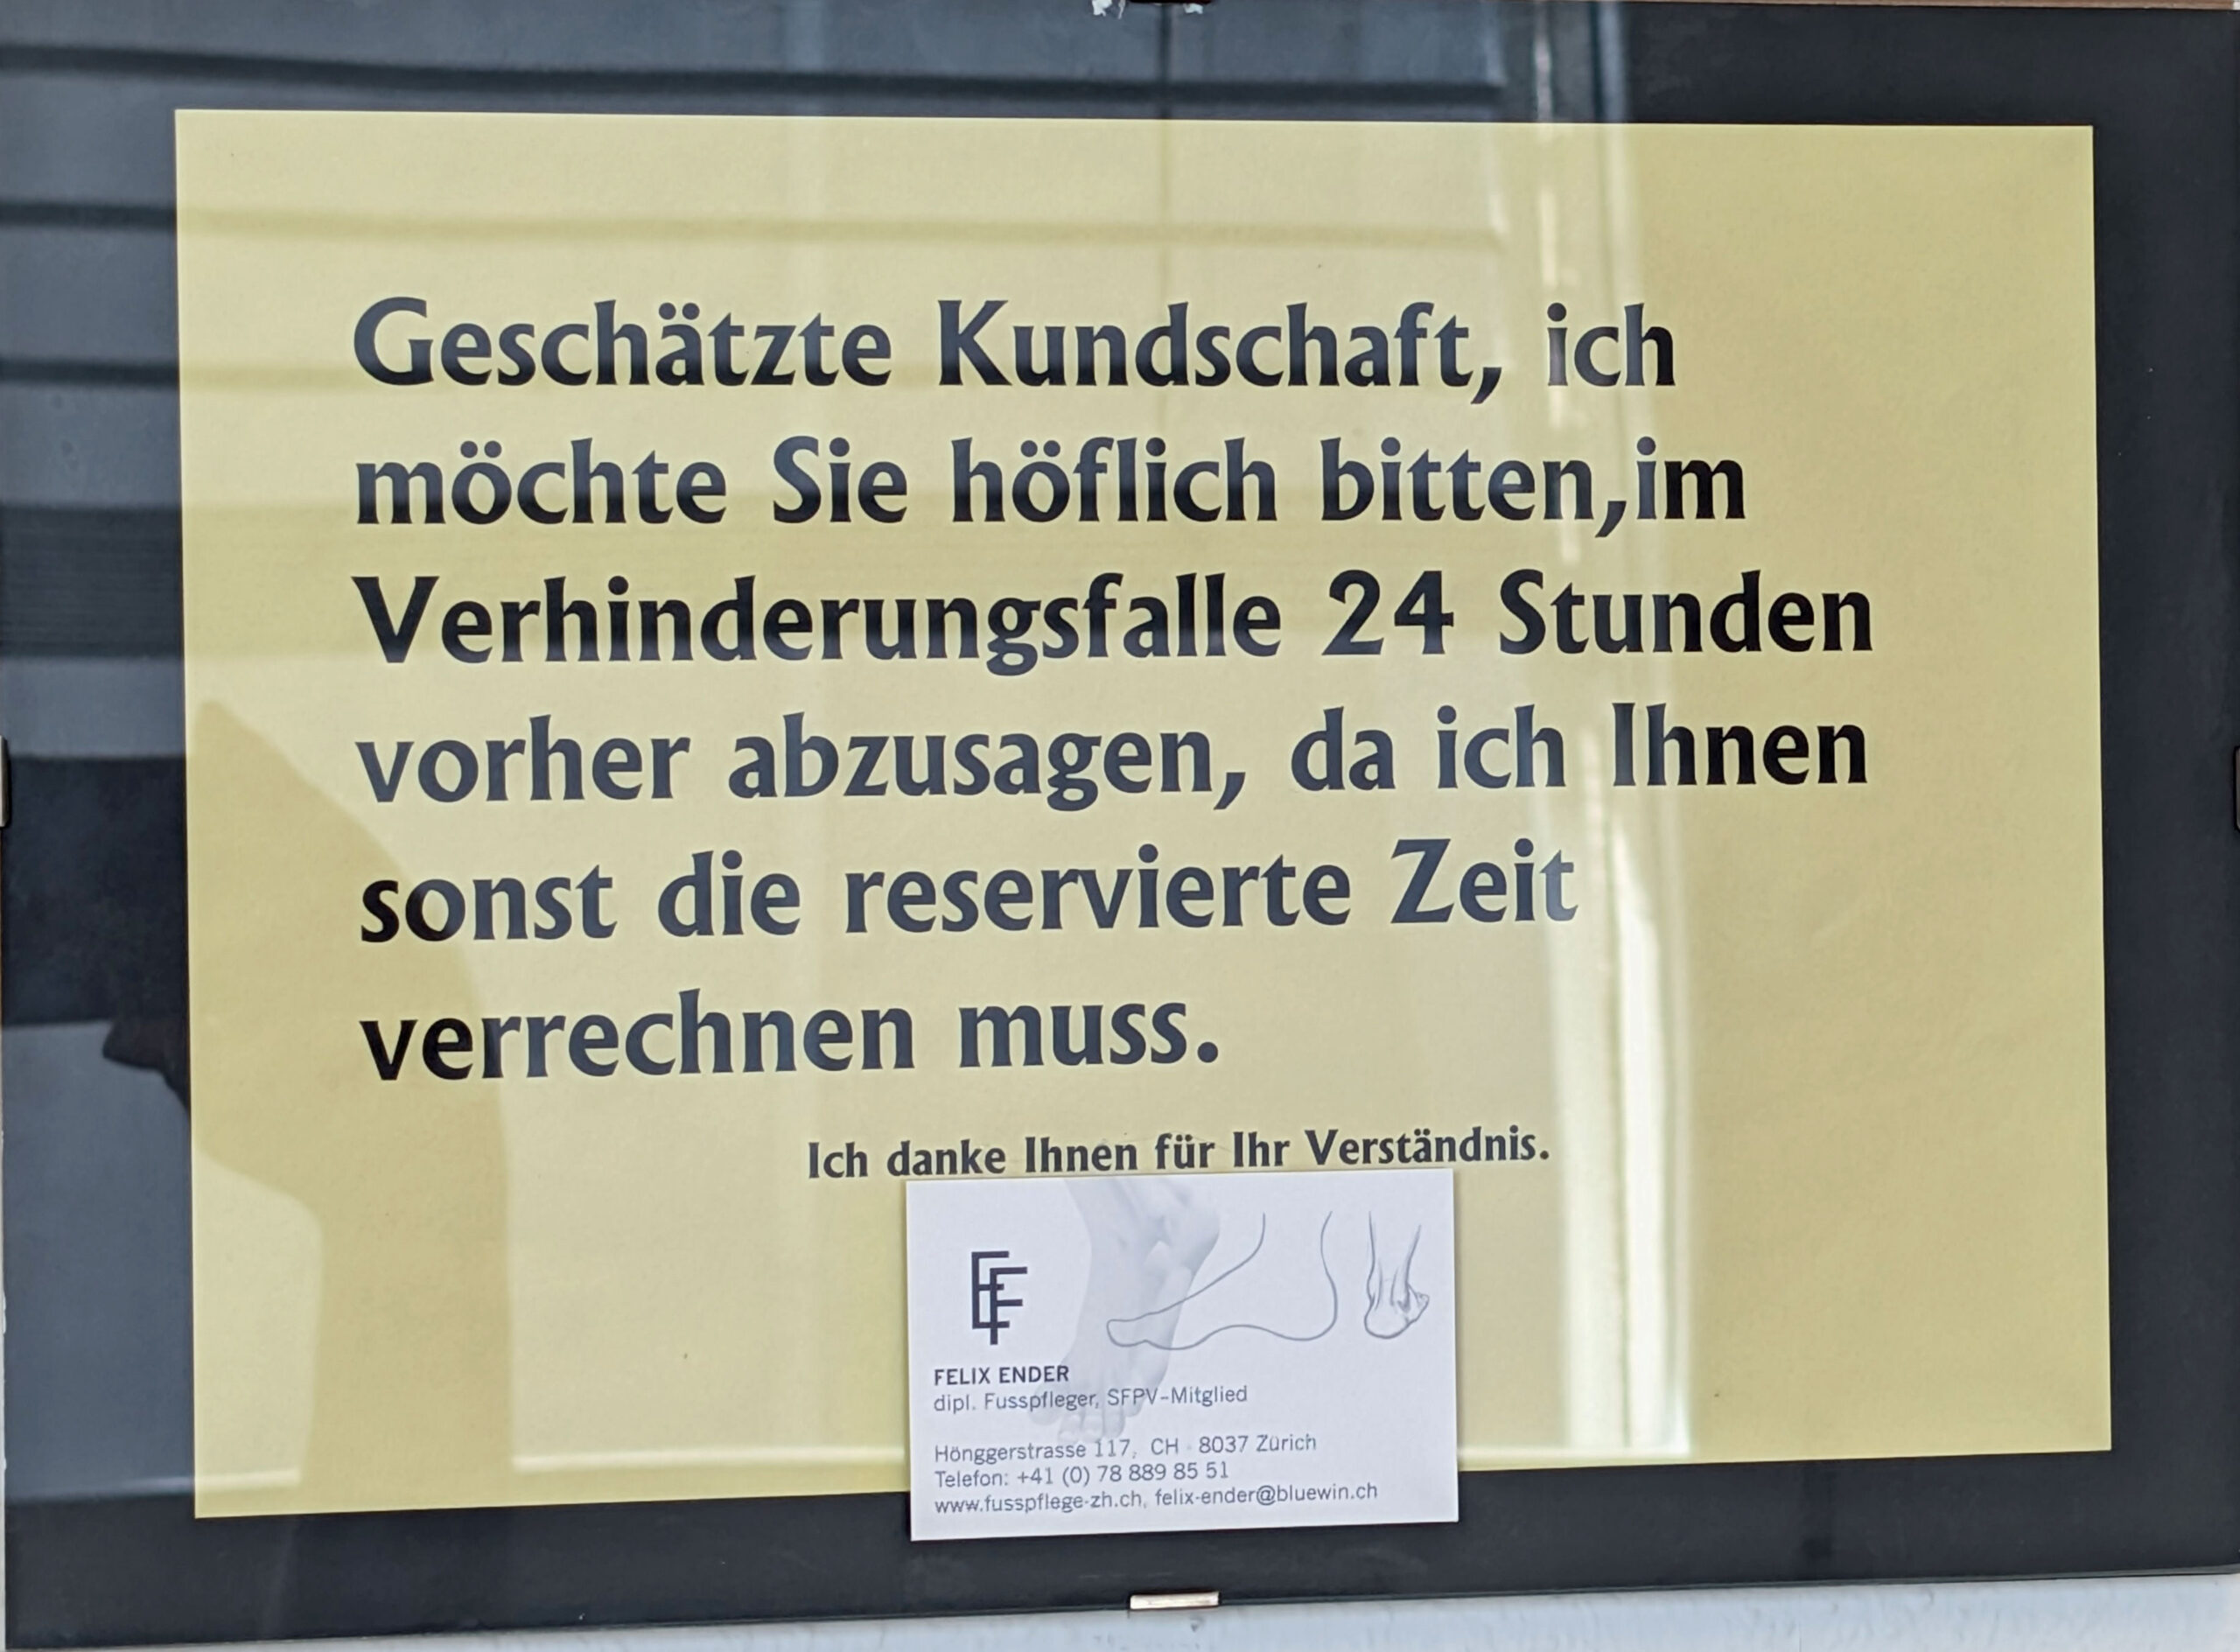 Geschätzte Kundschaft, ich
möchte Sie höflich bitten,im
Verhinderungsfalle 24 Stunden
vorher abzusagen, da ich Ihnen
sonst die reservierte Zeit
verrechnen muss.
Ich danke Ihnen für Ihr Verständnis.
EF
FELIX ENDER
dipl. Fusspfleger, SFPV-Mitglied
Hönggerstrasse 117, CH - 8037 Zürich
Telefon: +41 (0) 78 889 85 51
www.fusspflege-zh.ch, felix-ender@bluewin.ch